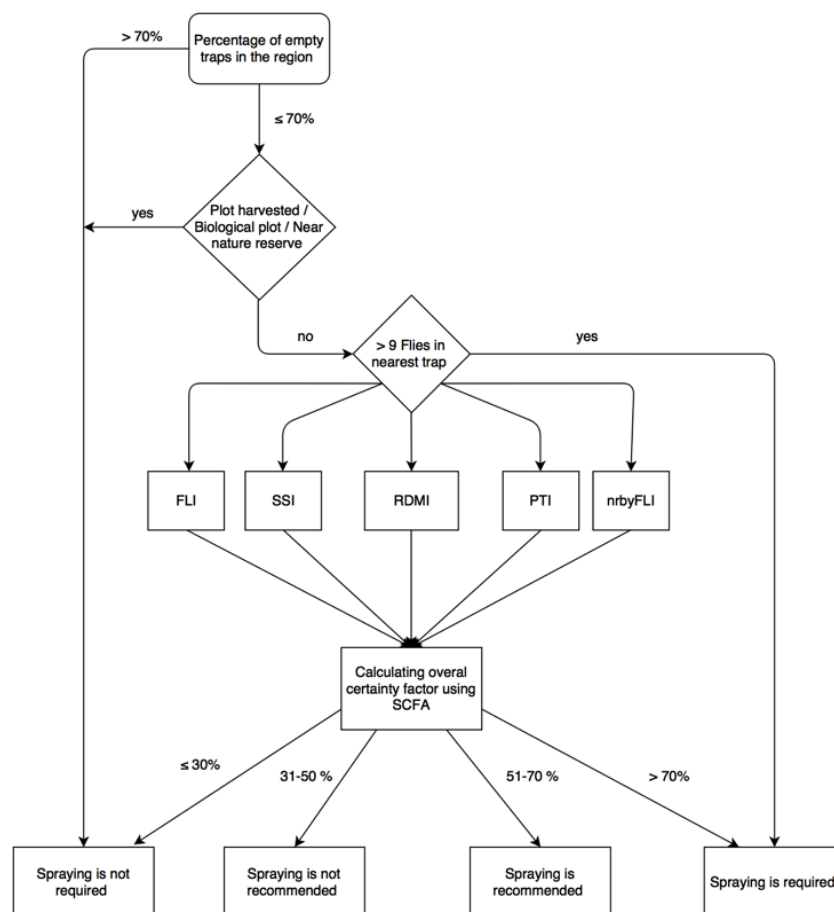 > 70%
Percentage of empty
traps in the region
≤ 70%
yes
Plot harvested /
Biological plot / Near
nature reserve
no
> 9 Flies in
nearest trap
yes
FLI
SSI
RDMI
PTI
nrbyFLI
Calculating overal
certainty factor using
SCFA
≤ 30%
31-50 %
51-70 %
> 70%
Spraying is not
required
Spraying is not
recommended
Spraying is
recommended
Spraying is required